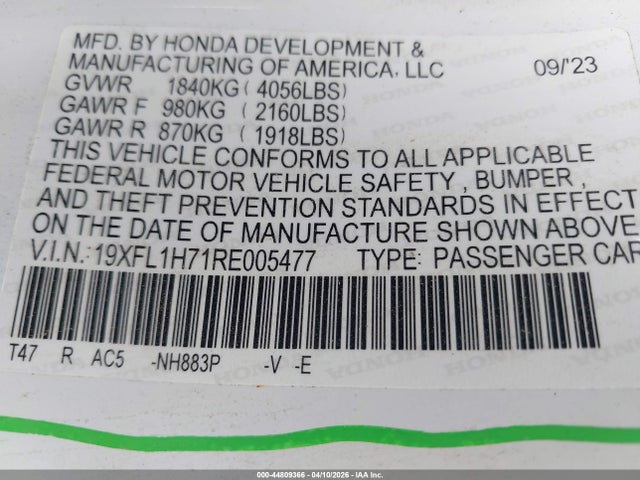 MFD. BY HONDA DEVELOPMENT &
MANUFACTURING OF AMERICA, LLC 09/'23
GVWR 1840KG ( 4056LBS)
GAWR F 980KG ( 2160LBS)
GAWR R 870KG ( 1918LBS)
THIS VEHICLE CONFORMS TO ALL APPLICABLE
FEDERAL MOTOR VEHICLE SAFETY , BUMPER ,
AND THEFT PREVENTION STANDARDS IN EFFECT
ON THE DATE OF MANUFACTURE SHOWN ABOVE
V.I.N.: 19XFL1H71RE005477 TYPE: PASSENGER CAR
T47 R AC5 -NH883P -V -E
000-44809366 - 04/10/2026 - IAA Inc.